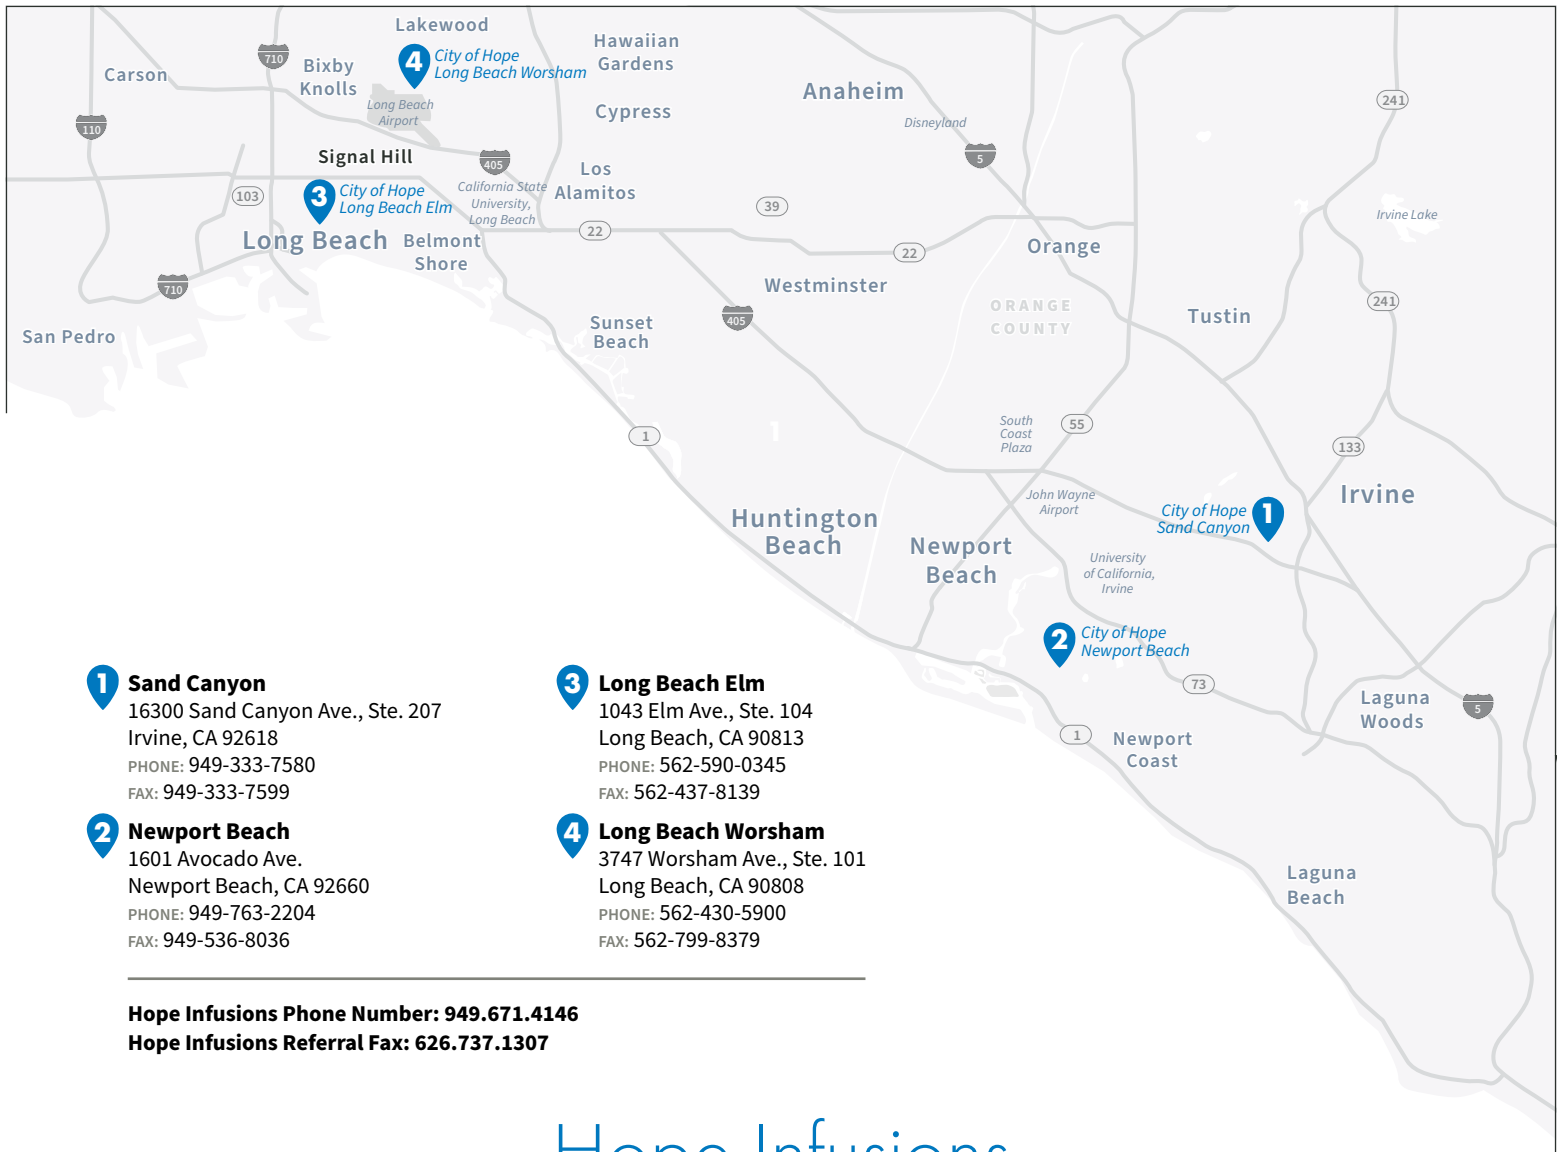 Lakewood
Hawaiian
Gardens
4
City of Hope
Long Beach Worsham
710
Bixby
Knolls
Carson
Anaheim
241
Long Beach
Airport
Cypress
Disneyland
110
Signal Hill
405
5
Los
Alamitos
California State
University,
Long Beach
103
3
City of Hope
Long Beach Elm
39
Irvine Lake
22
Long Beach
Belmont
Shore
22
Orange
710
Westminster
241
ORANGE
COUNTY
405
Tustin
San Pedro
Sunset
Beach
1
South
Coast
Plaza
55
133
Irvine
John Wayne
Airport
City of Hope
Sand Canyon
1
Huntington
Beach
Newport
Beach
University
of California,
Irvine
2
City of Hope
Newport Beach
73
Laguna
Woods
5
1
Newport
Coast
Laguna
Beach
1
Sand Canyon
16300 Sand Canyon Ave., Ste. 207
Irvine, CA 92618
PHONE: 949-333-7580
FAX: 949-333-7599
2
Newport Beach
1601 Avocado Ave.
Newport Beach, CA 92660
PHONE: 949-763-2204
FAX: 949-536-8036
3
Long Beach Elm
1043 Elm Ave., Ste. 104
Long Beach, CA 90813
PHONE: 562-590-0345
FAX: 562-437-8139
4
Long Beach Worsham
3747 Worsham Ave., Ste. 101
Long Beach, CA 90808
PHONE: 562-430-5900
FAX: 562-799-8379
Hope Infusions Phone Number: 949.671.4146
Hope Infusions Referral Fax: 626.737.1307
Hope Infusions